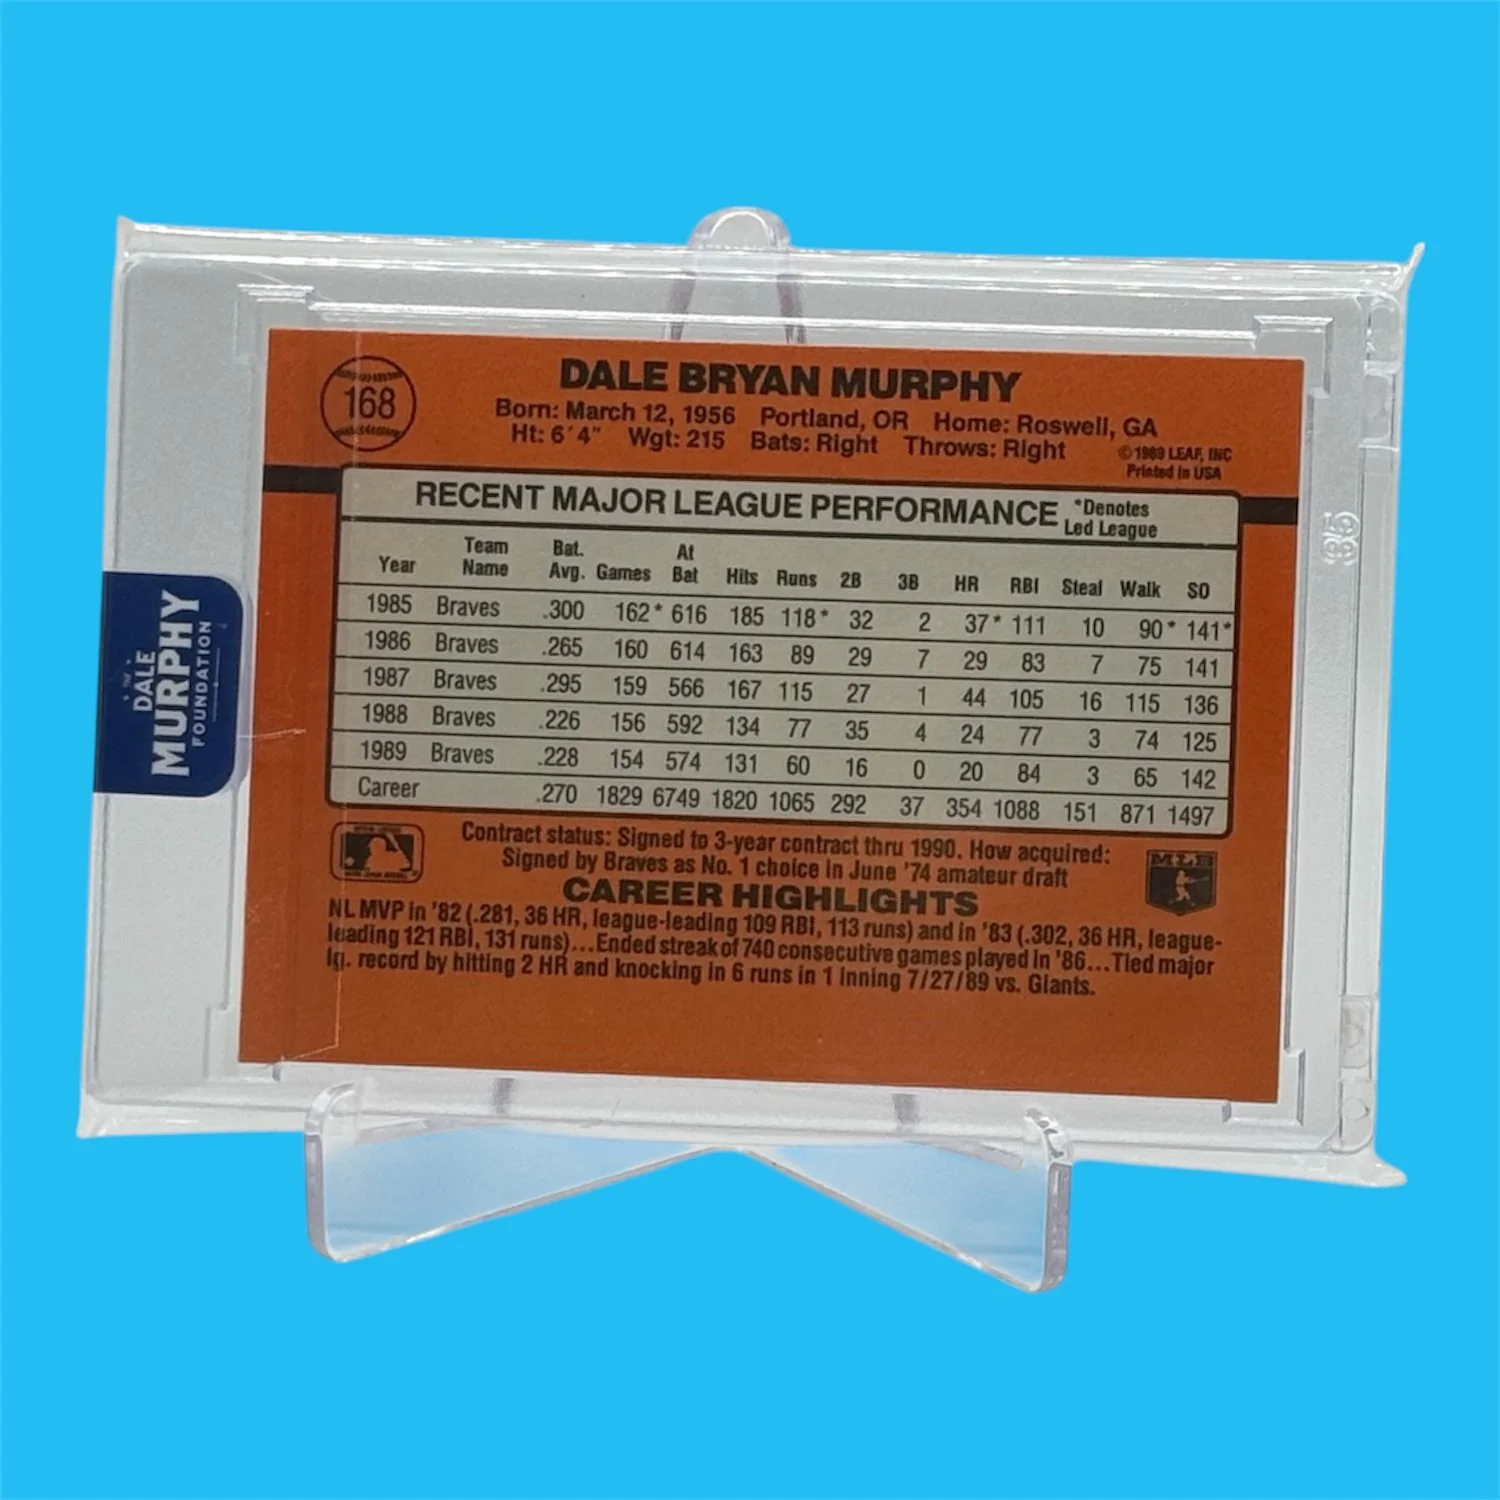 168
DALE BRYAN MURPHY
Born: March 12, 1956 Portland, OR Home: Roswell, GA
Ht: 6'4" Wgt: 215 Bats: Right Throws: Right
© 1989 LEAF, INC
Printed in USA
RECENT MAJOR LEAGUE PERFORMANCE *Denotes
Led League
Year Team Name Bat. Avg. Games At Bat Hits Runs 2B 3B HR RBI Steal Walk SO
1985 Braves .300 162* 616 185 118* 32 2 37* 111 10 90* 141*
1986 Braves .265 160 614 163 89 29 7 29 83 7 75 141
1987 Braves .295 159 566 167 115 27 1 44 105 16 115 136
1988 Braves .226 156 592 134 77 35 4 24 77 3 74 125
1989 Braves .228 154 574 131 60 16 0 20 84 3 65 142
Career .270 1829 6749 1820 1065 292 37 354 1088 151 871 1497
Contract status: Signed to 3-year contract thru 1990. How acquired:
Signed by Braves as No. 1 choice in June '74 amateur draft
CAREER HIGHLIGHTS
NL MVP in '82 (.281, 36 HR, league-leading 109 RBI, 113 runs) and in '83 (.302, 36 HR, league-
leading 121 RBI, 131 runs)...Ended streak of 740 consecutive games played in '86...Tied major
lg. record by hitting 2 HR and knocking in 6 runs in 1 inning 7/27/89 vs. Giants.
MLB
THE
DALE
MURPHY
FOUNDATION
35